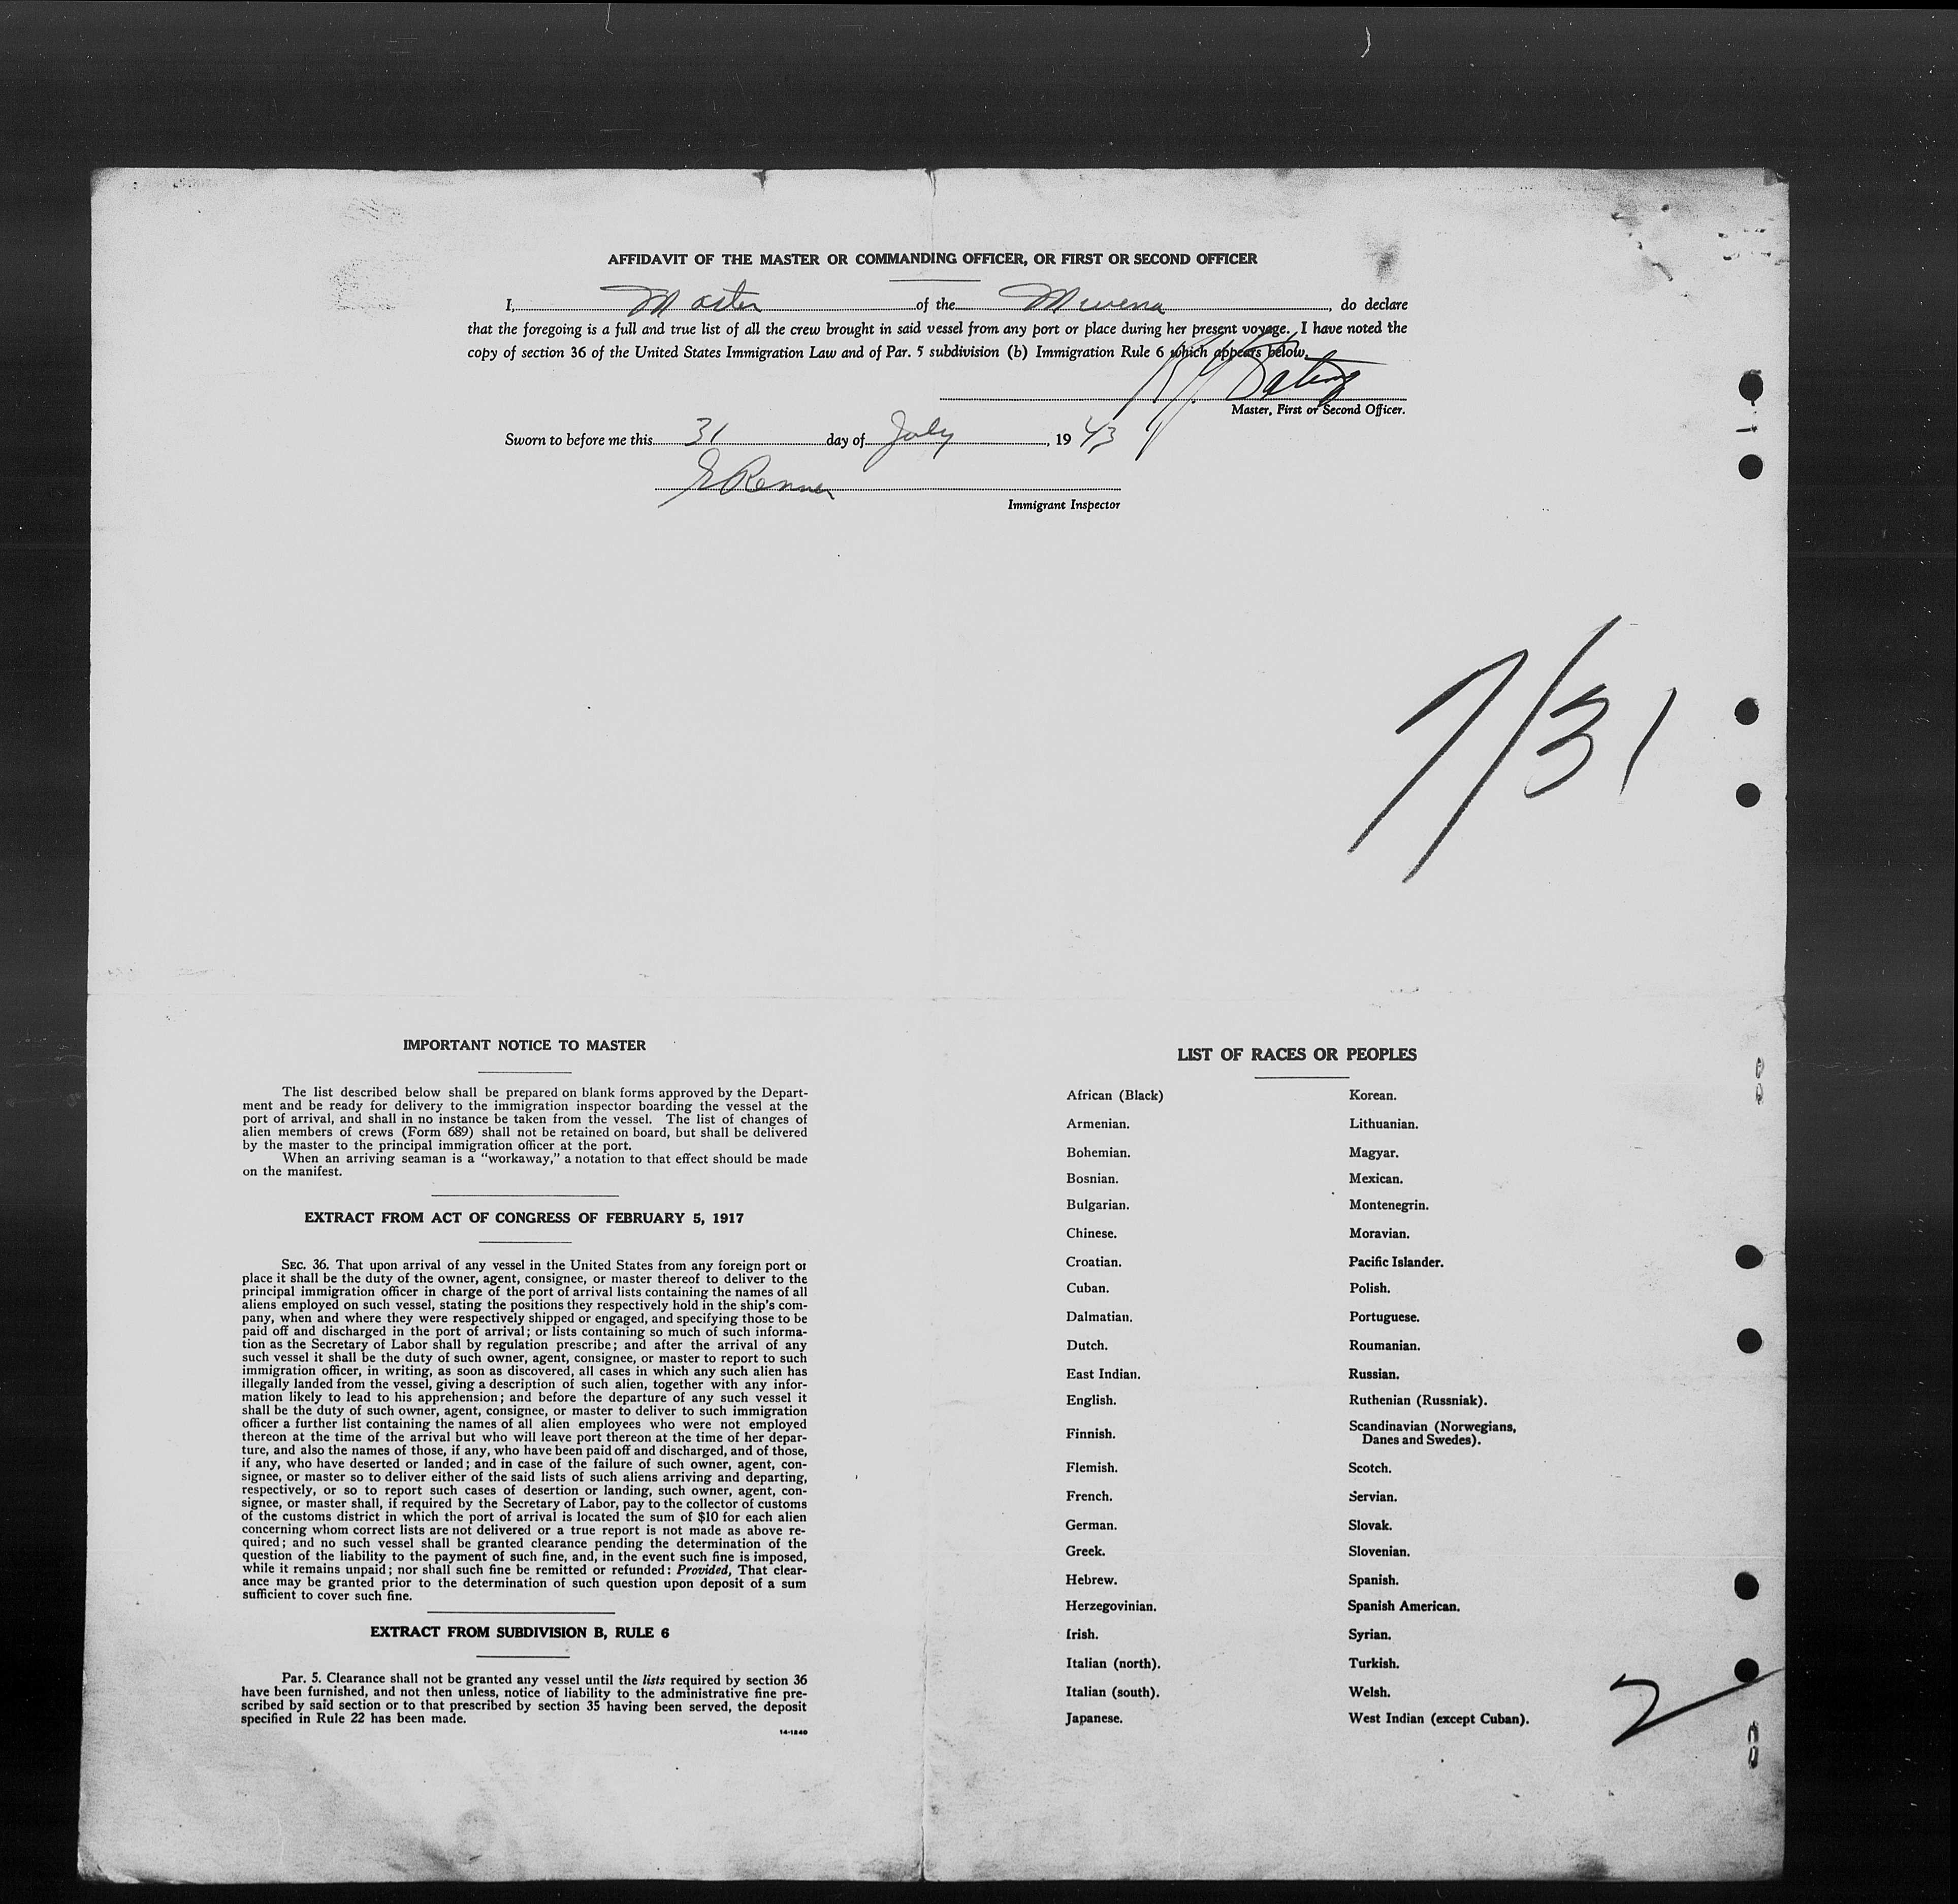 AFFIDAVIT OF THE MASTER OR COMMANDING OFFICER, OR FIRST OR SECOND OFFICER
I, Master of the , do declare
that the foregoing is a full and true list of all the crew brought in said vessel from any port or place during her present voyage. I have noted the
copy of section 36 of the United States Immigration Law and of Par. 5 subdivision (b) Immigration Rule 6 which appears below.
Master, First or Second Officer.
Sworn to before me this 31 day of July, 19 43
Immigrant Inspector
7/31
IMPORTANT NOTICE TO MASTER
The list described below shall be prepared on blank forms approved by the Depart-
ment and be ready for delivery to the immigration inspector boarding the vessel at the
port of arrival, and shall in no instance be taken from the vessel. The list of changes of
alien members of crews (Form 689) shall not be retained on board, but shall be delivered
by the master to the principal immigration officer at the port.
When an arriving seaman is a "workaway," a notation to that effect should be made
on the manifest.
EXTRACT FROM ACT OF CONGRESS OF FEBRUARY 5, 1917
SEC. 36. That upon arrival of any vessel in the United States from any foreign port or
place it shall be the duty of the owner, agent, consignee, or master thereof to deliver to the
principal immigration officer in charge of the port of arrival lists containing the names of all
aliens employed on such vessel, stating the positions they respectively hold in the ship's com-
pany, when and where they were respectively shipped or engaged, and specifying those to be
paid off and discharged in the port of arrival; or lists containing so much of such informa-
tion as the Secretary of Labor shall by regulation prescribe; and after the arrival of any
such vessel it shall be the duty of such owner, agent, consignee, or master to report to such
immigration officer, in writing, as soon as discovered, all cases in which any such alien has
illegally landed from the vessel, giving a description of such alien, together with any infor-
mation likely to lead to his apprehension; and before the departure of any such vessel it
shall be the duty of such owner, agent, consignee, or master to deliver to such immigration
officer a further list containing the names of all alien employees who were not employed
thereon at the time of the arrival but who will leave port thereon at the time of her depar-
ture, and also the names of those, if any, who have been paid off and discharged, and of those,
if any, who have deserted or landed; and in case of the failure of such owner, agent, con-
signee, or master so to deliver either of the said lists of such aliens arriving and departing,
respectively, or so to report such cases of desertion or landing, such owner, agent, con-
signee, or master shall, if required by the Secretary of Labor, pay to the collector of customs
of the customs district in which the port of arrival is located the sum of $10 for each alien
concerning whom correct lists are not delivered or a true report is not made as above re-
quired; and no such vessel shall be granted clearance pending the determination of the
question of the liability to the payment of such fine, and, in the event such fine is imposed,
while it remains unpaid; nor shall such fine be remitted or refunded: Provided, That clear-
ance may be granted prior to the determination of such question upon deposit of a sum
sufficient to cover such fine.
EXTRACT FROM SUBDIVISION B, RULE 6
Par. 5. Clearance shall not be granted any vessel until the lists required by section 36
have been furnished, and not then unless, notice of liability to the administrative fine pre-
scribed by said section or to that prescribed by section 35 having been served, the deposit
specified in Rule 22 has been made.
14-1240
LIST OF RACES OR PEOPLES
African (Black)
Armenian.
Bohemian.
Bosnian.
Bulgarian.
Chinese.
Croatian.
Cuban.
Dalmatian.
Dutch.
East Indian.
English.
Finnish.
Flemish.
French.
German.
Greek.
Hebrew.
Herzegovinian.
Irish.
Italian (north).
Italian (south).
Japanese.
Korean.
Lithuanian.
Magyar.
Mexican.
Montenegrin.
Moravian.
Pacific Islander.
Polish.
Portuguese.
Roumanian.
Russian.
Ruthenian (Russniak).
Scandinavian (Norwegians,
Danes and Swedes).
Scotch.
Servian.
Slovak.
Slovenian.
Spanish.
Spanish American.
Syrian.
Turkish.
Welsh.
West Indian (except Cuban).
2